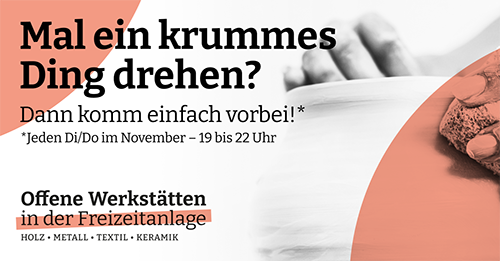 Mal ein krummes
Ding drehen?
Dann komm einfach vorbei!*
*Jeden Di/Do im November – 19 bis 22 Uhr
Offene Werkstätten
in der Freizeitanlage
HOLZ • METALL • TEXTIL • KERAMIK